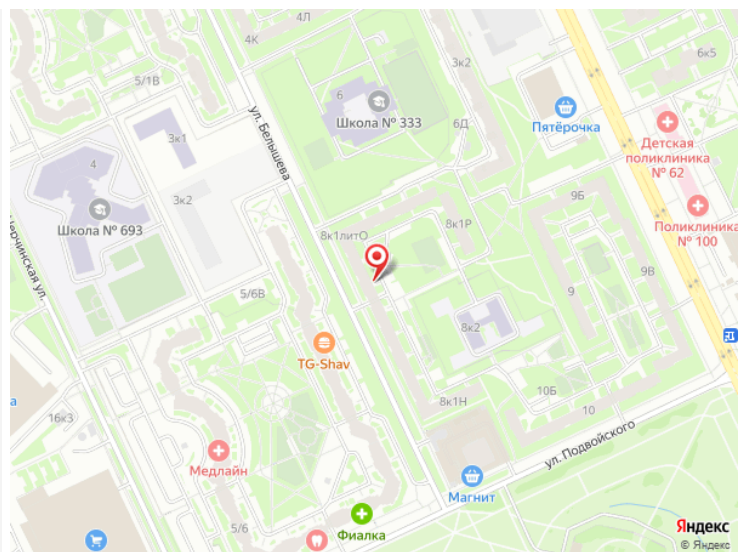 4Л
4К
6к5
5/1В
3к2
6
Школа № 333
6Д
Пятёрочка
Детская
поликлиника
№ 62
3к1
ул. Белышева
4
3к2
Школа № 693
9Б
Поликлиника
№ 100
8к1Р
8к1литО
9В
5/6В
9
8к2
TG-Shav
а
16к3
10Б
8к1Н
10
ул. Подвойского
Медлайн
Магнит
5/6
Фиалка
Яндекс
© Яндекс